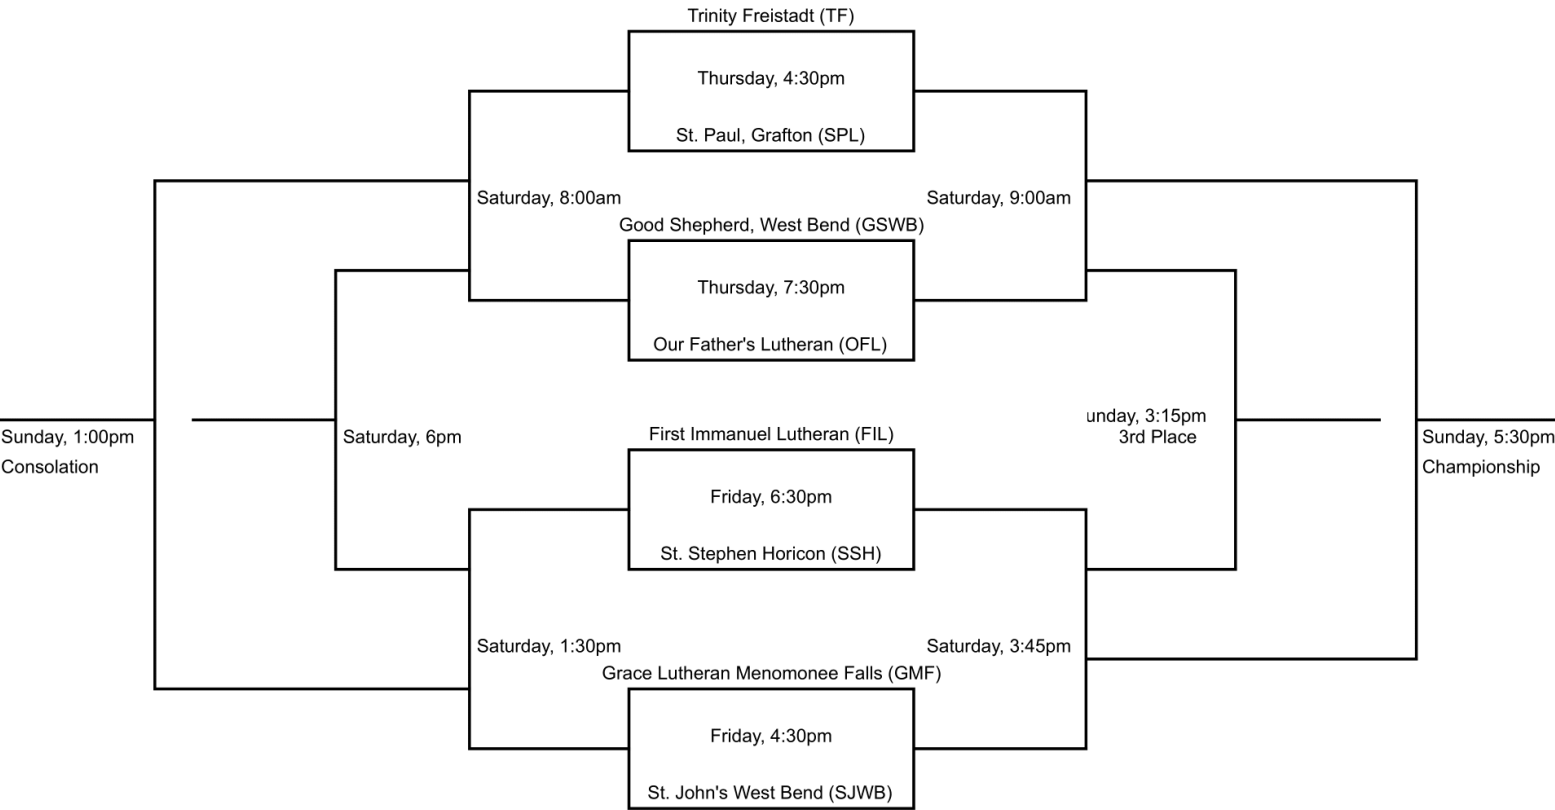 Trinity Freistadt (TF)
Thursday, 4:30pm
St. Paul, Grafton (SPL)
Saturday, 8:00am
Saturday, 9:00am
Good Shepherd, West Bend (GSWB)
Thursday, 7:30pm
Our Father's Lutheran (OFL)
unday, 3:15pm
3rd Place
Sunday, 1:00pm
Consolation
Saturday, 6pm
First Immanuel Lutheran (FIL)
Sunday, 5:30pm
Championship
Friday, 6:30pm
St. Stephen Horicon (SSH)
Saturday, 1:30pm
Saturday, 3:45pm
Grace Lutheran Menomonee Falls (GMF)
Friday, 4:30pm
St. John's West Bend (SJWB)